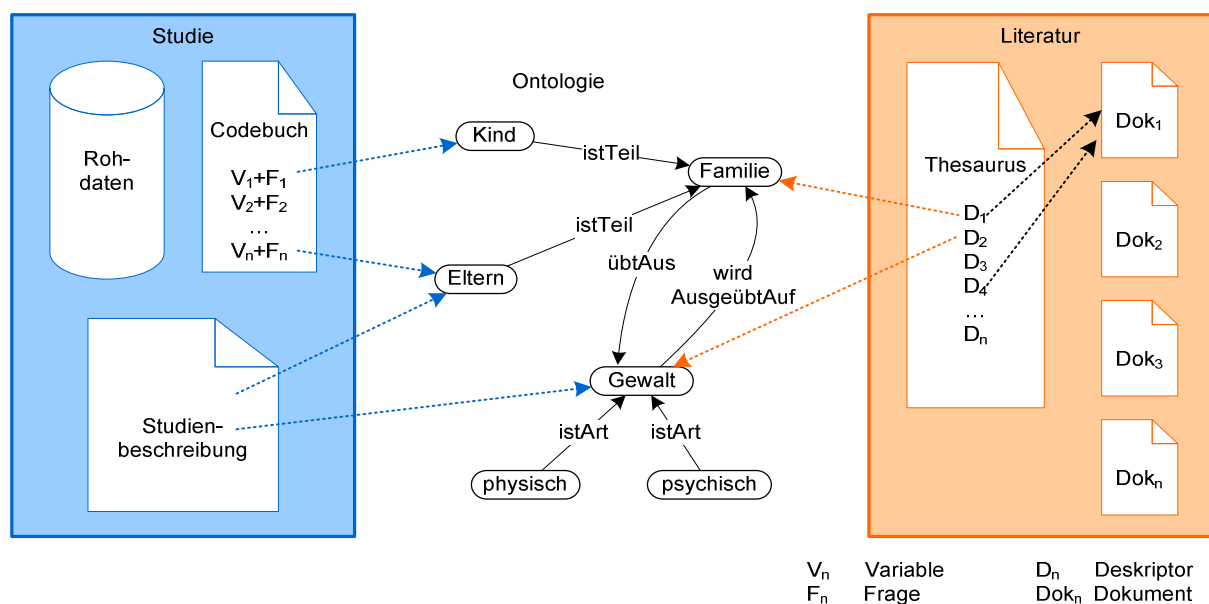 Studie
Roh-
daten
Codebuch
V₁+F₁
V₂+F₂
...
Vₙ+Fₙ
Studien-
beschreibung
Ontologie
Kind
istTeil
Familie
istTeil
Eltern
übtAus
wird
AusgeübtAuf
Gewalt
istArt
istArt
physisch
psychisch
Literatur
Thesaurus
D₁
D₂
D₃
D₄
...
Dₙ
Dok₁
Dok₂
Dok₃
Dokₙ
Vₙ Variable
Fₙ Frage
Dₙ Deskriptor
Dokₙ Dokument